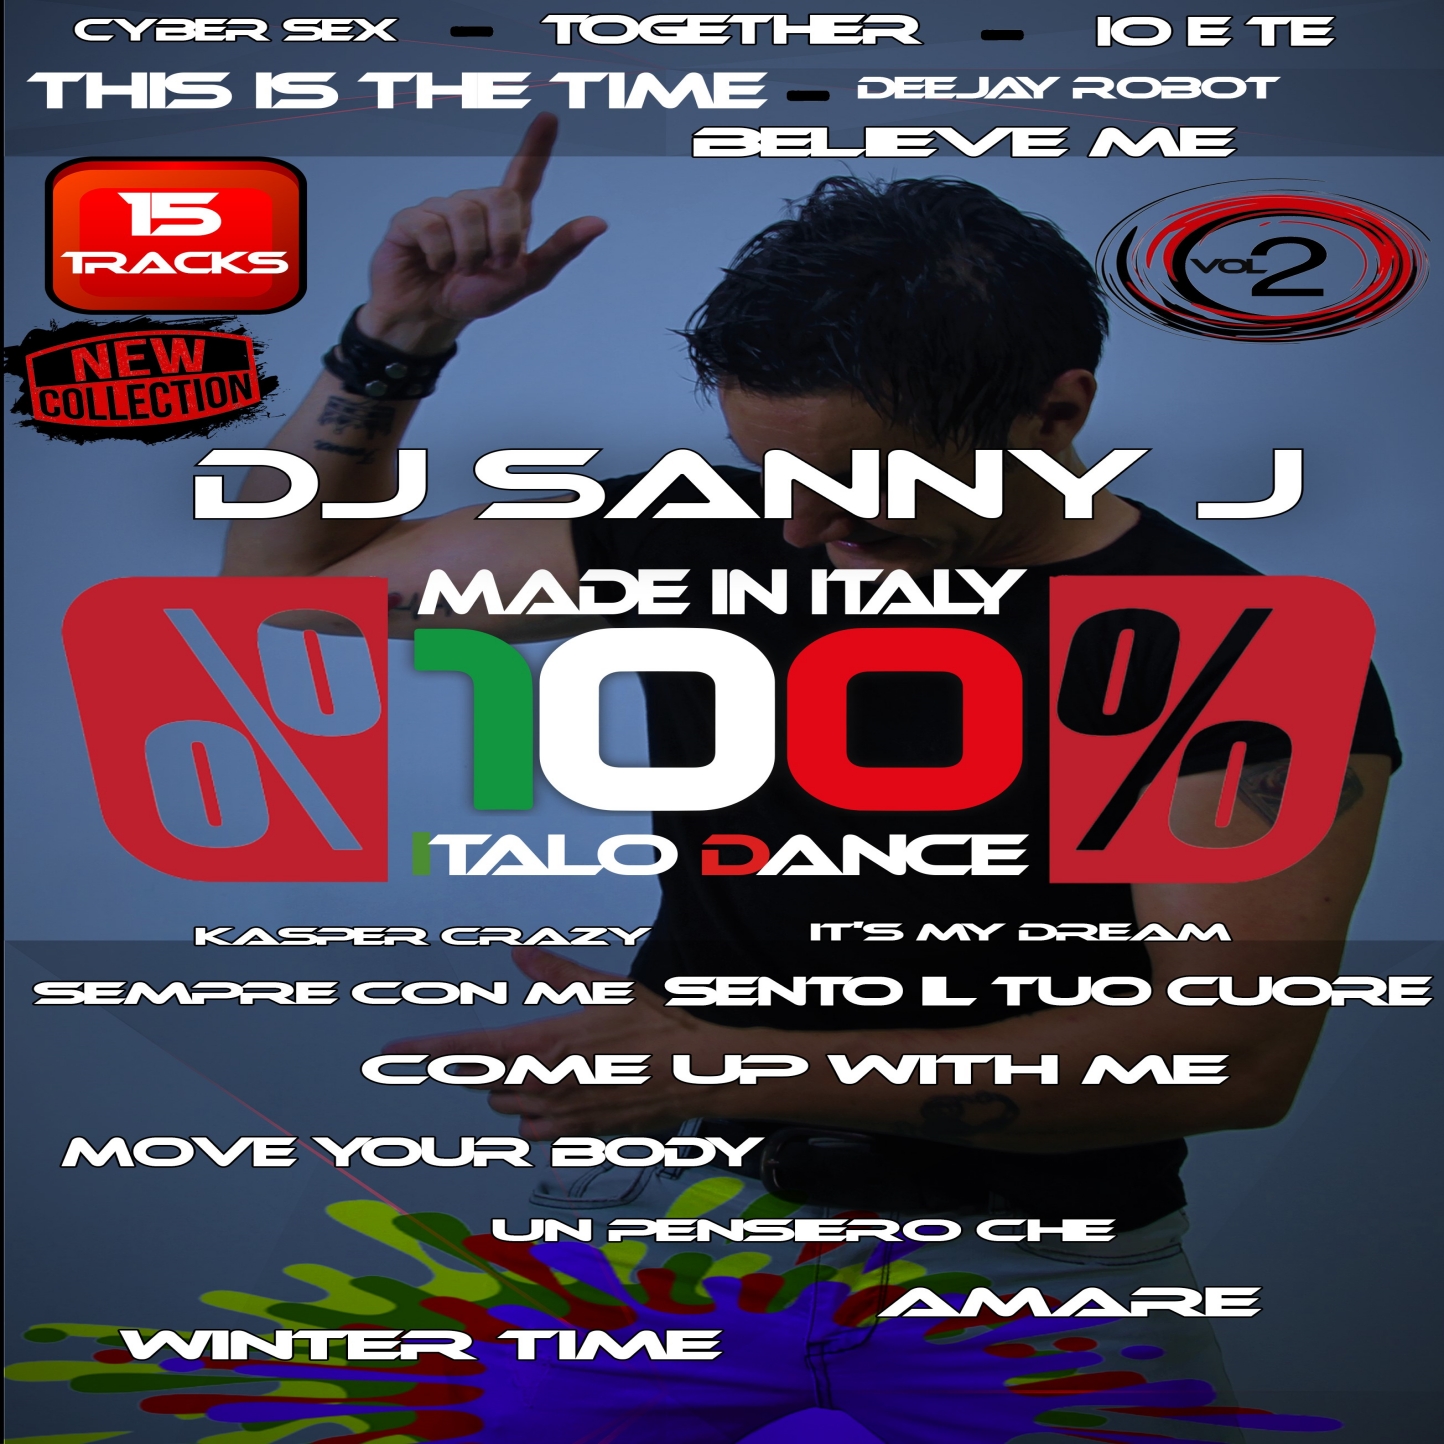 CYBER SEX - TOGETHER - IO E TE
THIS IS THE TIME - DEEJAY ROBOT
BELIEVE ME
15
TRACKS
VOL 2
NEW
COLLECTION
DJ SANNY J
MADE IN ITALY
% 100 %
ITALO DANCE
KASPER CRAZY IT'S MY DREAM
SEMPRE CON ME SENTO IL TUO CUORE
COME UP WITH ME
MOVE YOUR BODY
UN PENSIERO CHE
AMARE
WINTER TIME